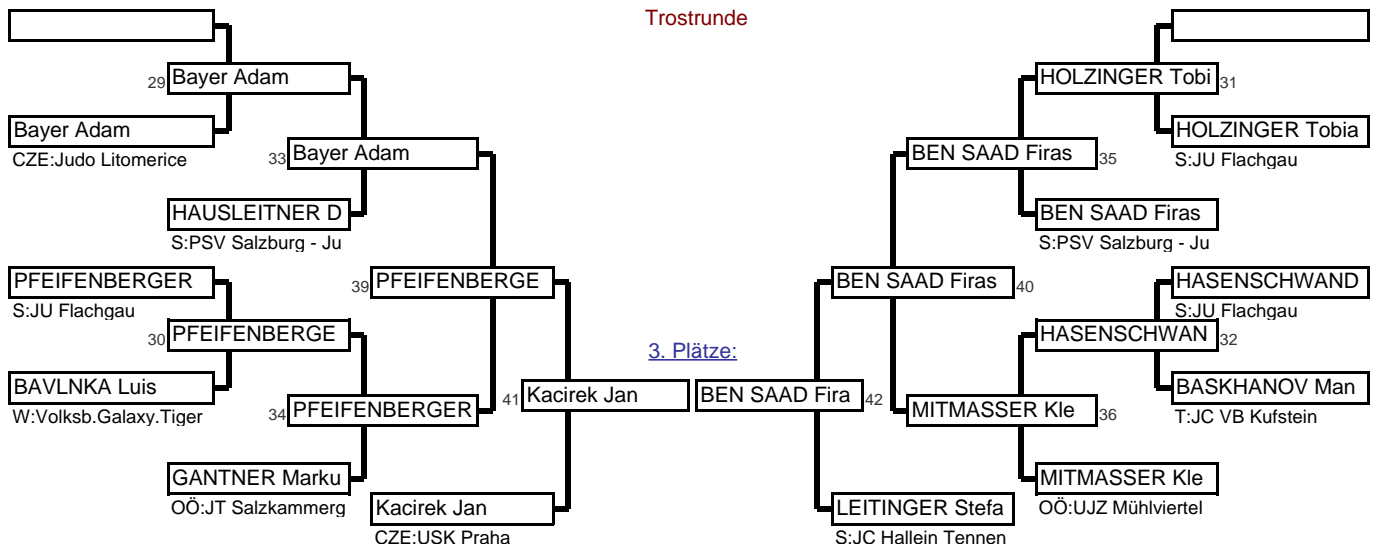 Trostrunde
29 Bayer Adam
Bayer Adam
CZE:Judo Litomerice
33 Bayer Adam
HAUSLEITNER D
S:PSV Salzburg - Ju
PFEIFENBERGER
S:JU Flachgau
39 PFEIFENBERGE
30 PFEIFENBERGE
BAVLNKA Luis
W:Volksb.Galaxy.Tiger
34 PFEIFENBERGER
GANTNER Marku
OÖ:JT Salzkammerg
41 Kacirek Jan
Kacirek Jan
CZE:USK Praha
3. Plätze:
HOLZINGER Tobi 31
HOLZINGER Tobia
S:JU Flachgau
BEN SAAD Firas 35
BEN SAAD Firas
S:PSV Salzburg - Ju
BEN SAAD Firas 40
HASENSCHWAND
S:JU Flachgau
HASENSCHWAN 32
BASKHANOV Man
T:JC VB Kufstein
BEN SAAD Fira 42
MITMASSER Kle 36
MITMASSER Kle
OÖ:UJZ Mühlviertel
LEITINGER Stefa
S:JC Hallein Tennen